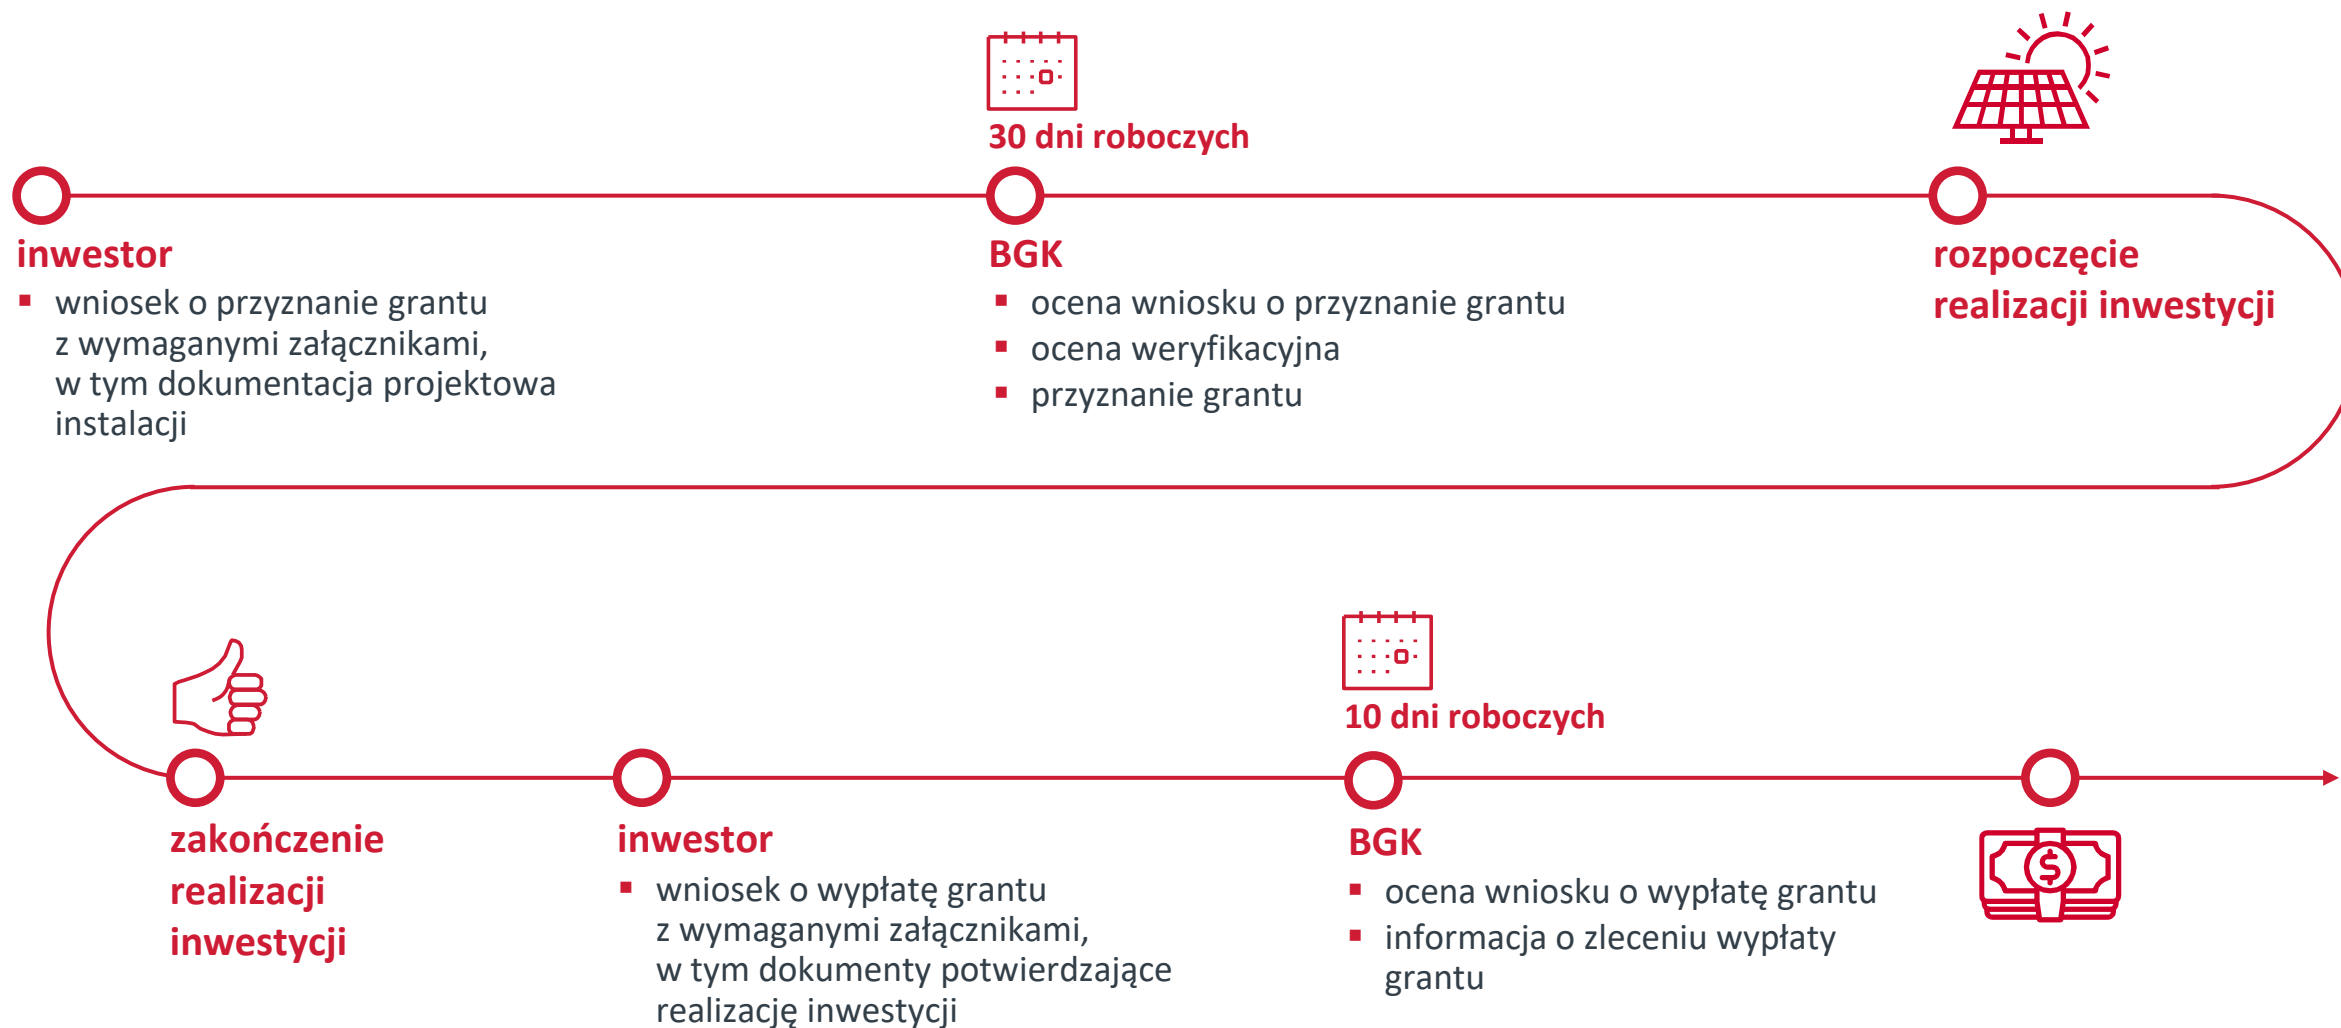 30 dni roboczych
inwestor
▪ wniosek o przyznanie grantu
z wymaganymi załącznikami,
w tym dokumentacja projektowa
instalacji
BGK
▪ ocena wniosku o przyznanie grantu
▪ ocena weryfikacyjna
▪ przyznanie grantu
rozpoczęcie
realizacji inwestycji
zakończenie
realizacji
inwestycji
inwestor
▪ wniosek o wypłatę grantu
z wymaganymi załącznikami,
w tym dokumenty potwierdzające
realizację inwestycji
10 dni roboczych
BGK
▪ ocena wniosku o wypłatę grantu
▪ informacja o zleceniu wypłaty
grantu
$